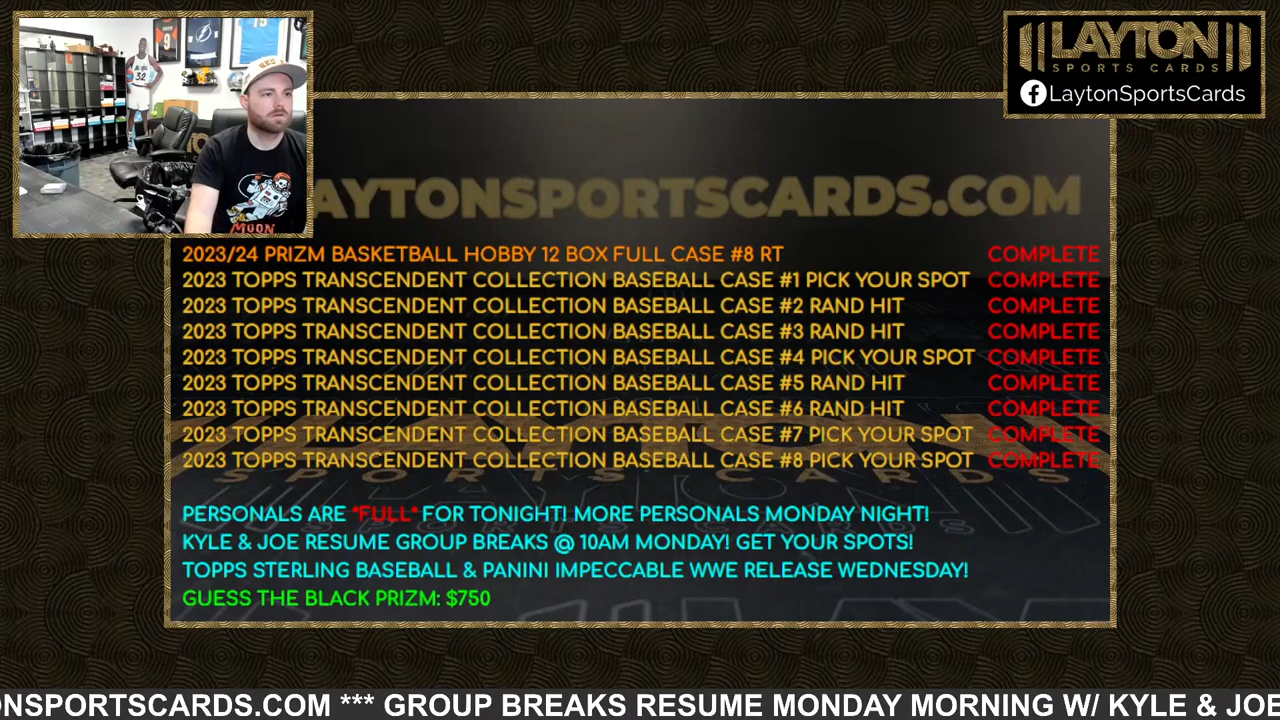 LAYTON
SPORTS CARDS
LaytonSportsCards
AYTONSPORTSCARDS.COM
2023/24 PRIZM BASKETBALL HOBBY 12 BOX FULL CASE #8 RT COMPLETE
2023 TOPPS TRANSCENDENT COLLECTION BASEBALL CASE #1 PICK YOUR SPOT COMPLETE
2023 TOPPS TRANSCENDENT COLLECTION BASEBALL CASE #2 RAND HIT COMPLETE
2023 TOPPS TRANSCENDENT COLLECTION BASEBALL CASE #3 RAND HIT COMPLETE
2023 TOPPS TRANSCENDENT COLLECTION BASEBALL CASE #4 PICK YOUR SPOT COMPLETE
2023 TOPPS TRANSCENDENT COLLECTION BASEBALL CASE #5 RAND HIT COMPLETE
2023 TOPPS TRANSCENDENT COLLECTION BASEBALL CASE #6 RAND HIT COMPLETE
2023 TOPPS TRANSCENDENT COLLECTION BASEBALL CASE #7 PICK YOUR SPOT COMPLETE
2023 TOPPS TRANSCENDENT COLLECTION BASEBALL CASE #8 PICK YOUR SPOT COMPLETE
SPORTS CARDS
PERSONALS ARE *FULL* FOR TONIGHT! MORE PERSONALS MONDAY NIGHT!
KYLE & JOE RESUME GROUP BREAKS @ 10AM MONDAY! GET YOUR SPOTS!
TOPPS STERLING BASEBALL & PANINI IMPECCABLE WWE RELEASE WEDNESDAY!
GUESS THE BLACK PRIZM: $750
ONSPORTSCARDS.COM *** GROUP BREAKS RESUME MONDAY MORNING W/ KYLE & JOE
9
32
MOON